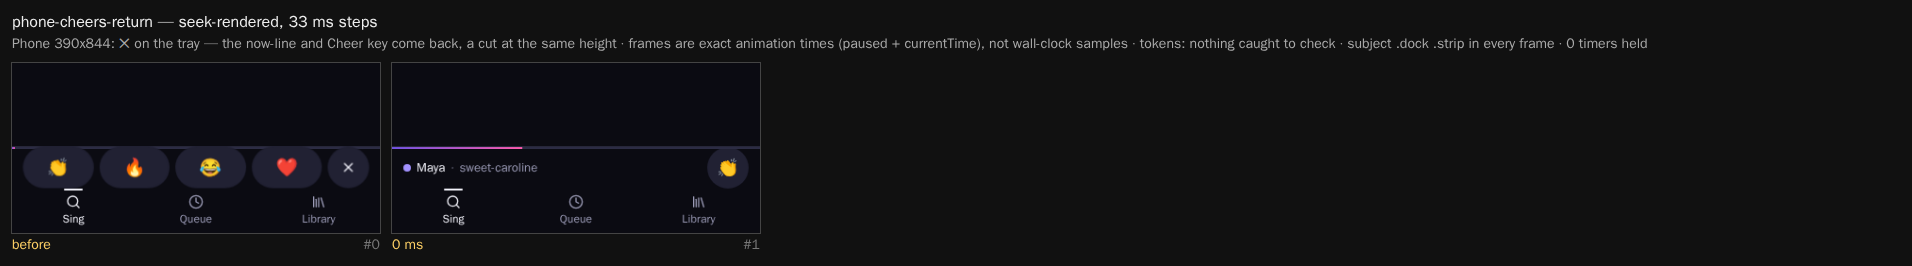 phone-cheers-return — seek-rendered, 33 ms steps
Phone 390x844: ✕ on the tray — the now-line and Cheer key come back, a cut at the same height · frames are exact animation times (paused + currentTime), not wall-clock samples · tokens: nothing caught to check · subject .dock .strip in every frame · 0 timers held
Sing Queue Library
before #0
Maya · sweet-caroline
Sing Queue Library
0 ms #1